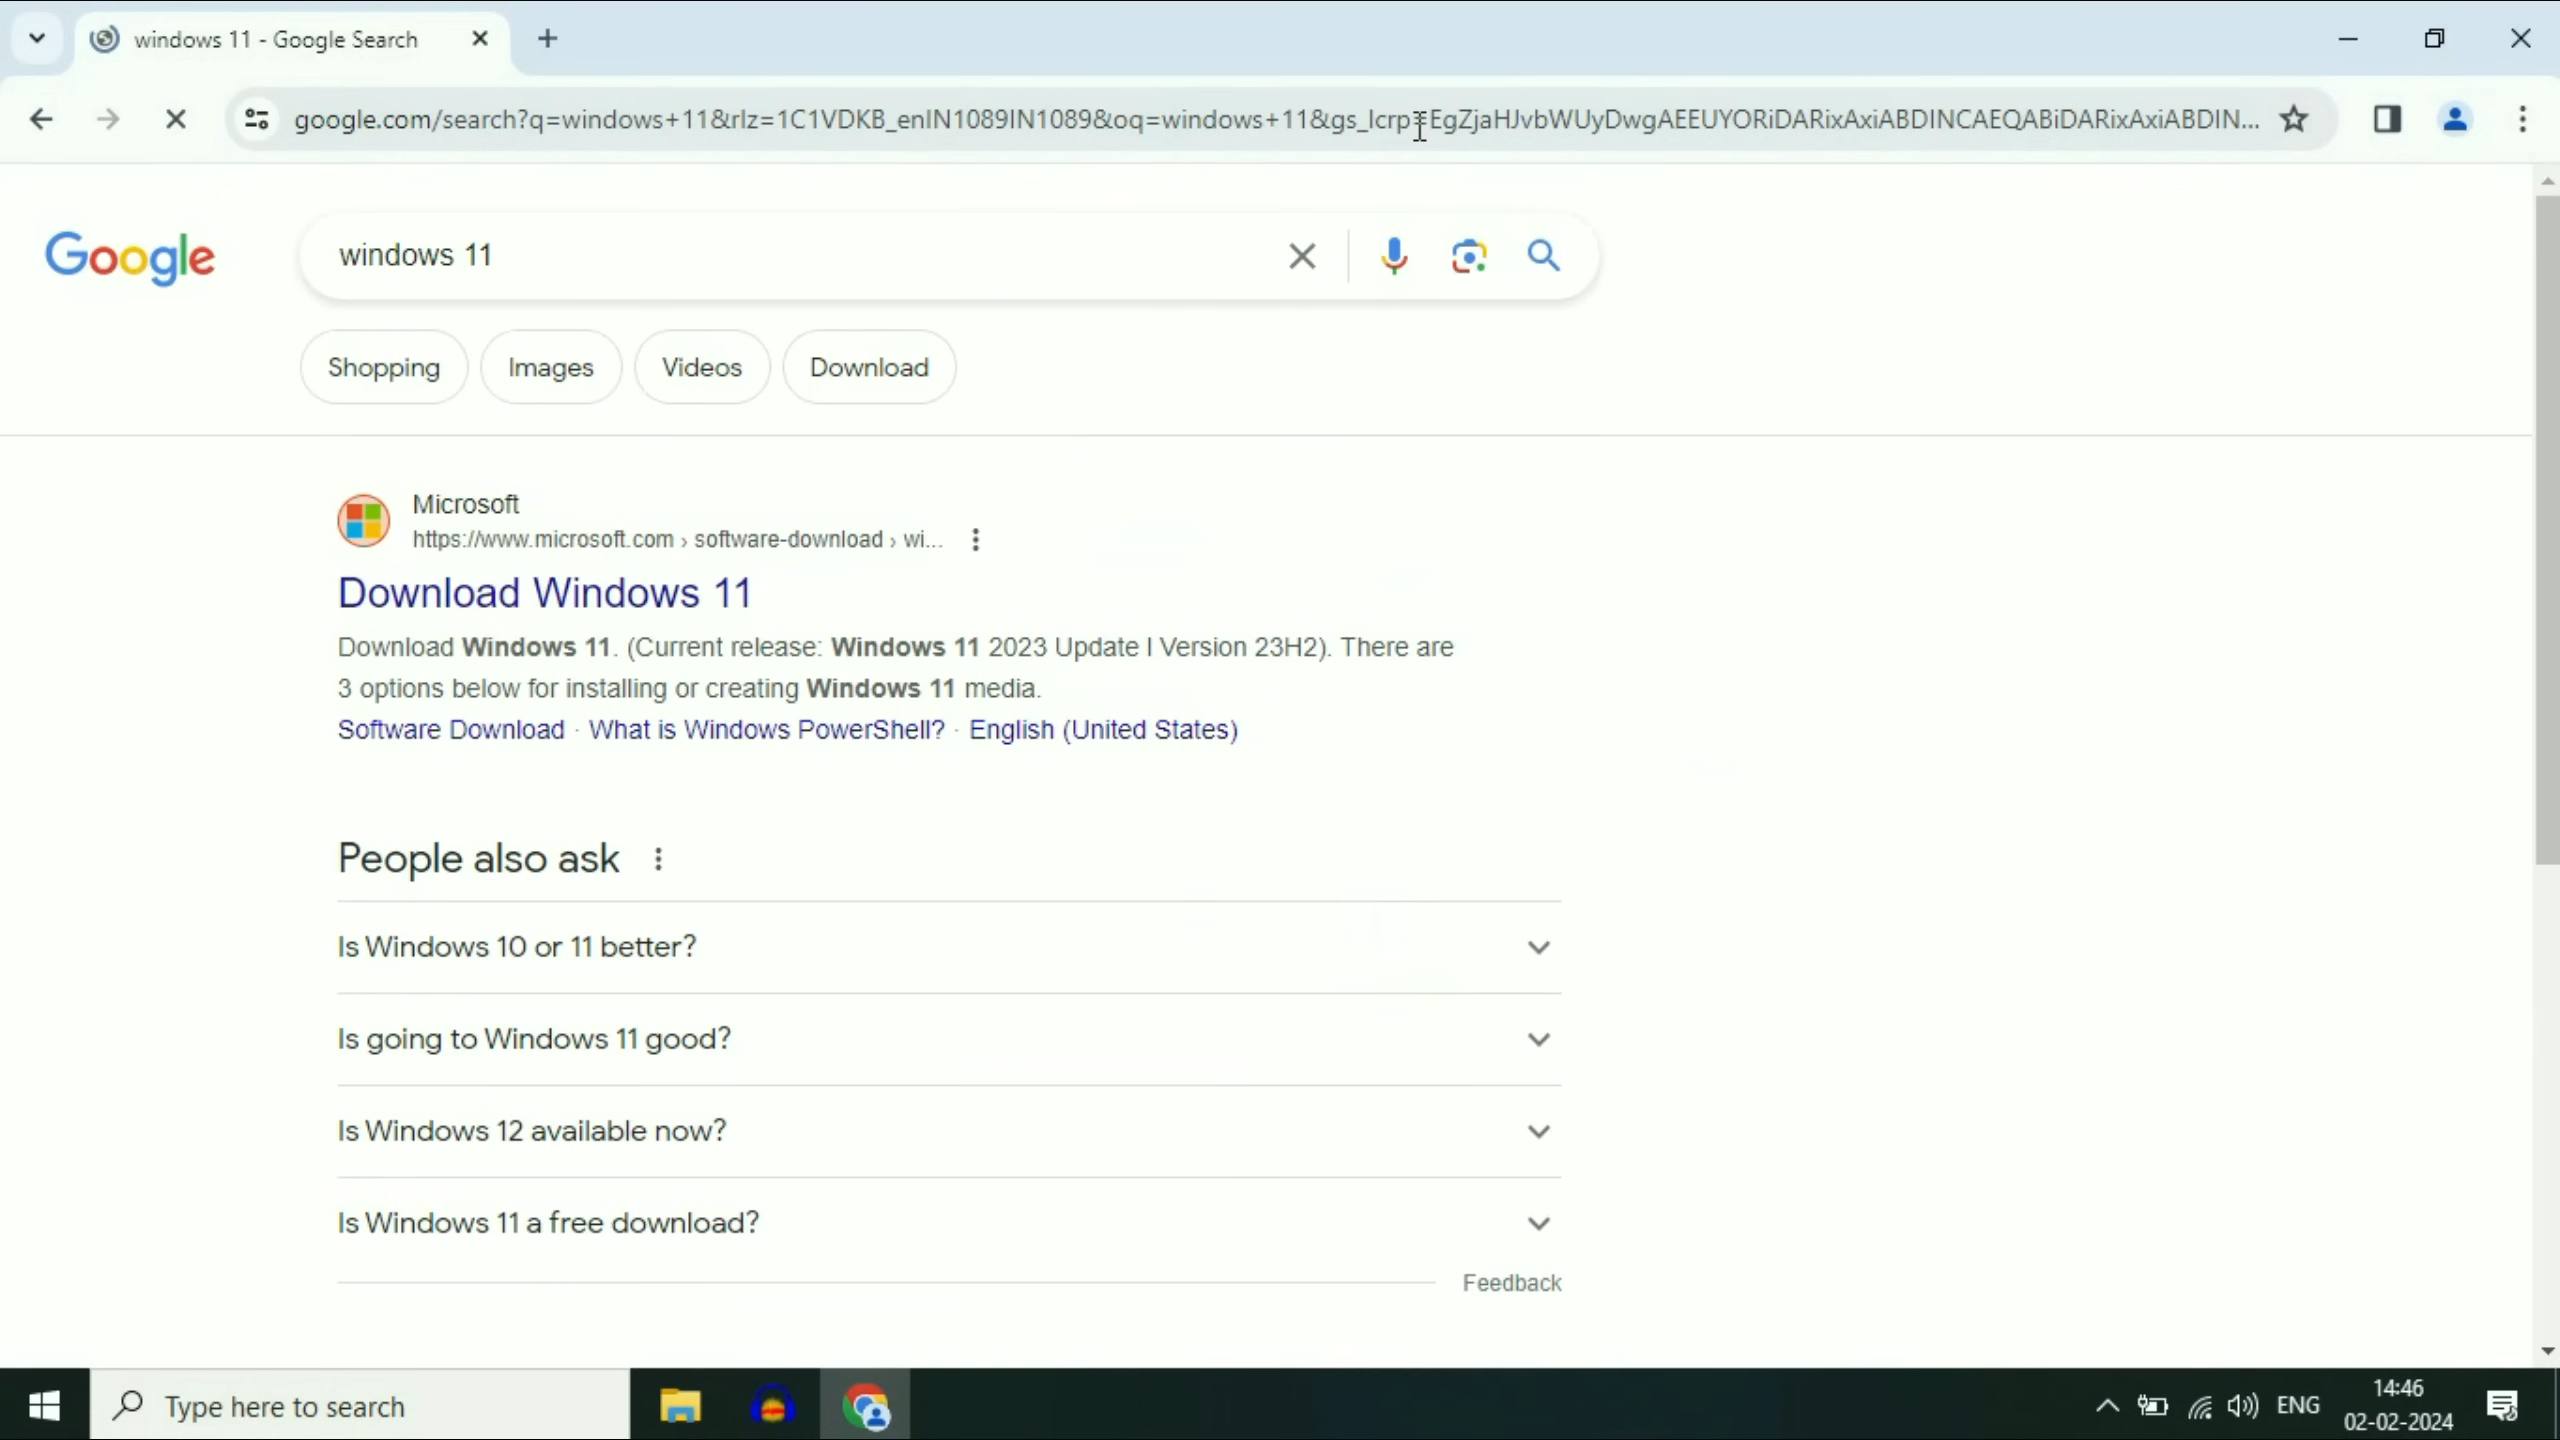 windows 11 - Google Search
google.com/search?q=windows+11&rlz=1C1VDKB_enIN1089IN1089&oq=windows+11&gs_lcrp=EgZjaHJvbWUyDwgAEEUYORiDARixAxiABDINCAEQABiDARixAxiABDIN...
Google
windows 11
Shopping
Images
Videos
Download
Microsoft
https://www.microsoft.com › software-download › wi...
Download Windows 11
Download Windows 11. (Current release: Windows 11 2023 Update l Version 23H2). There are
3 options below for installing or creating Windows 11 media.
Software Download · What is Windows PowerShell? · English (United States)
People also ask
Is Windows 10 or 11 better?
Is going to Windows 11 good?
Is Windows 12 available now?
Is Windows 11 a free download?
Feedback
Type here to search
ENG
14:46
02-02-2024